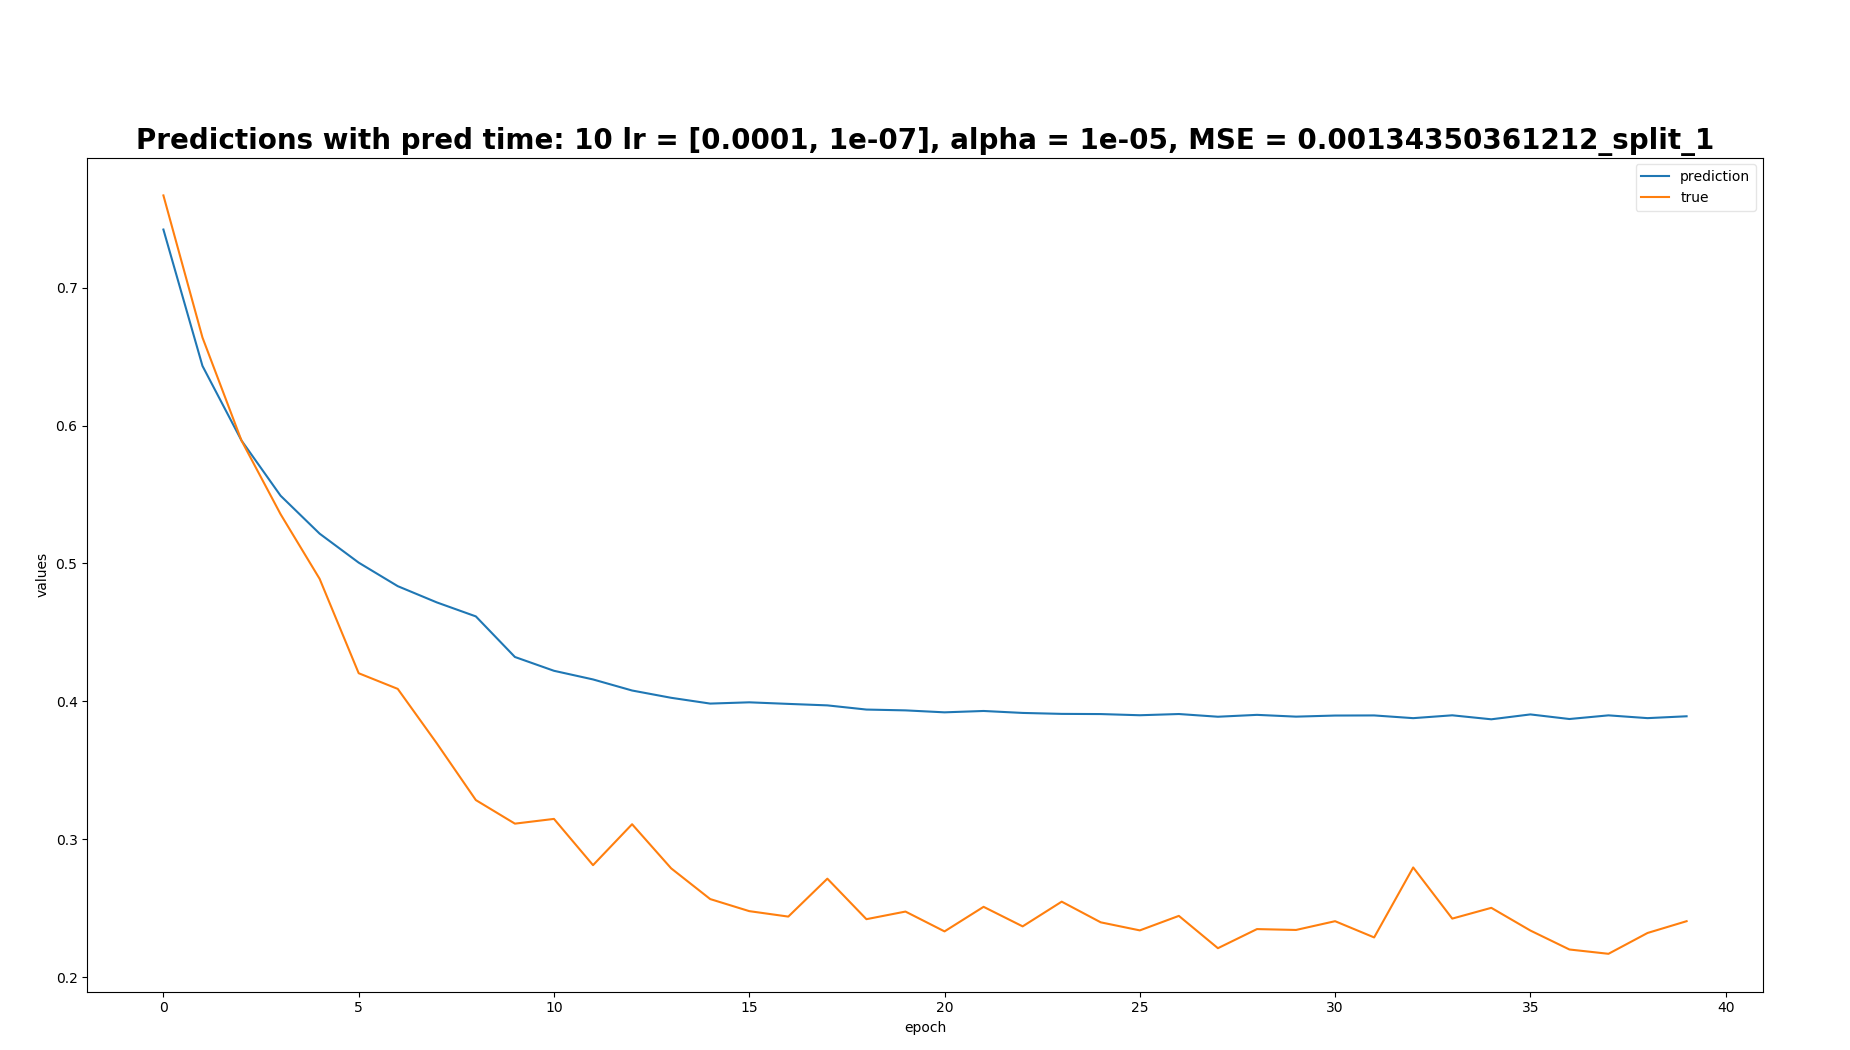 Predictions with pred time: 10 lr = [0.0001, 1e-07], alpha = 1e-05, MSE = 0.00134350361212_split_1
prediction
true
0.7
0.6
0.5
0.4
0.3
0.2
values
0 5 10 15 20 25 30 35 40
epoch